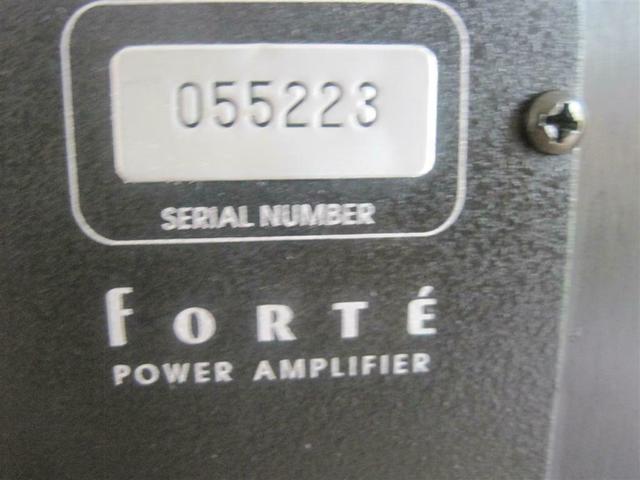 055223
SERIAL NUMBER
FORTÉ
POWER AMPLIFIER